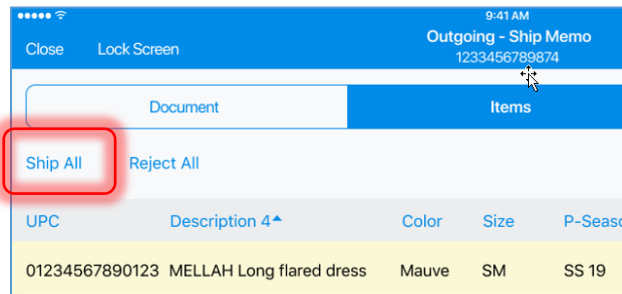 9:41 AM
Close Lock Screen Outgoing - Ship Memo
1233456789874
Document Items
Ship All Reject All
UPC Description 4 Color Size P-Seaso
01234567890123 MELLAH Long flared dress Mauve SM SS 19